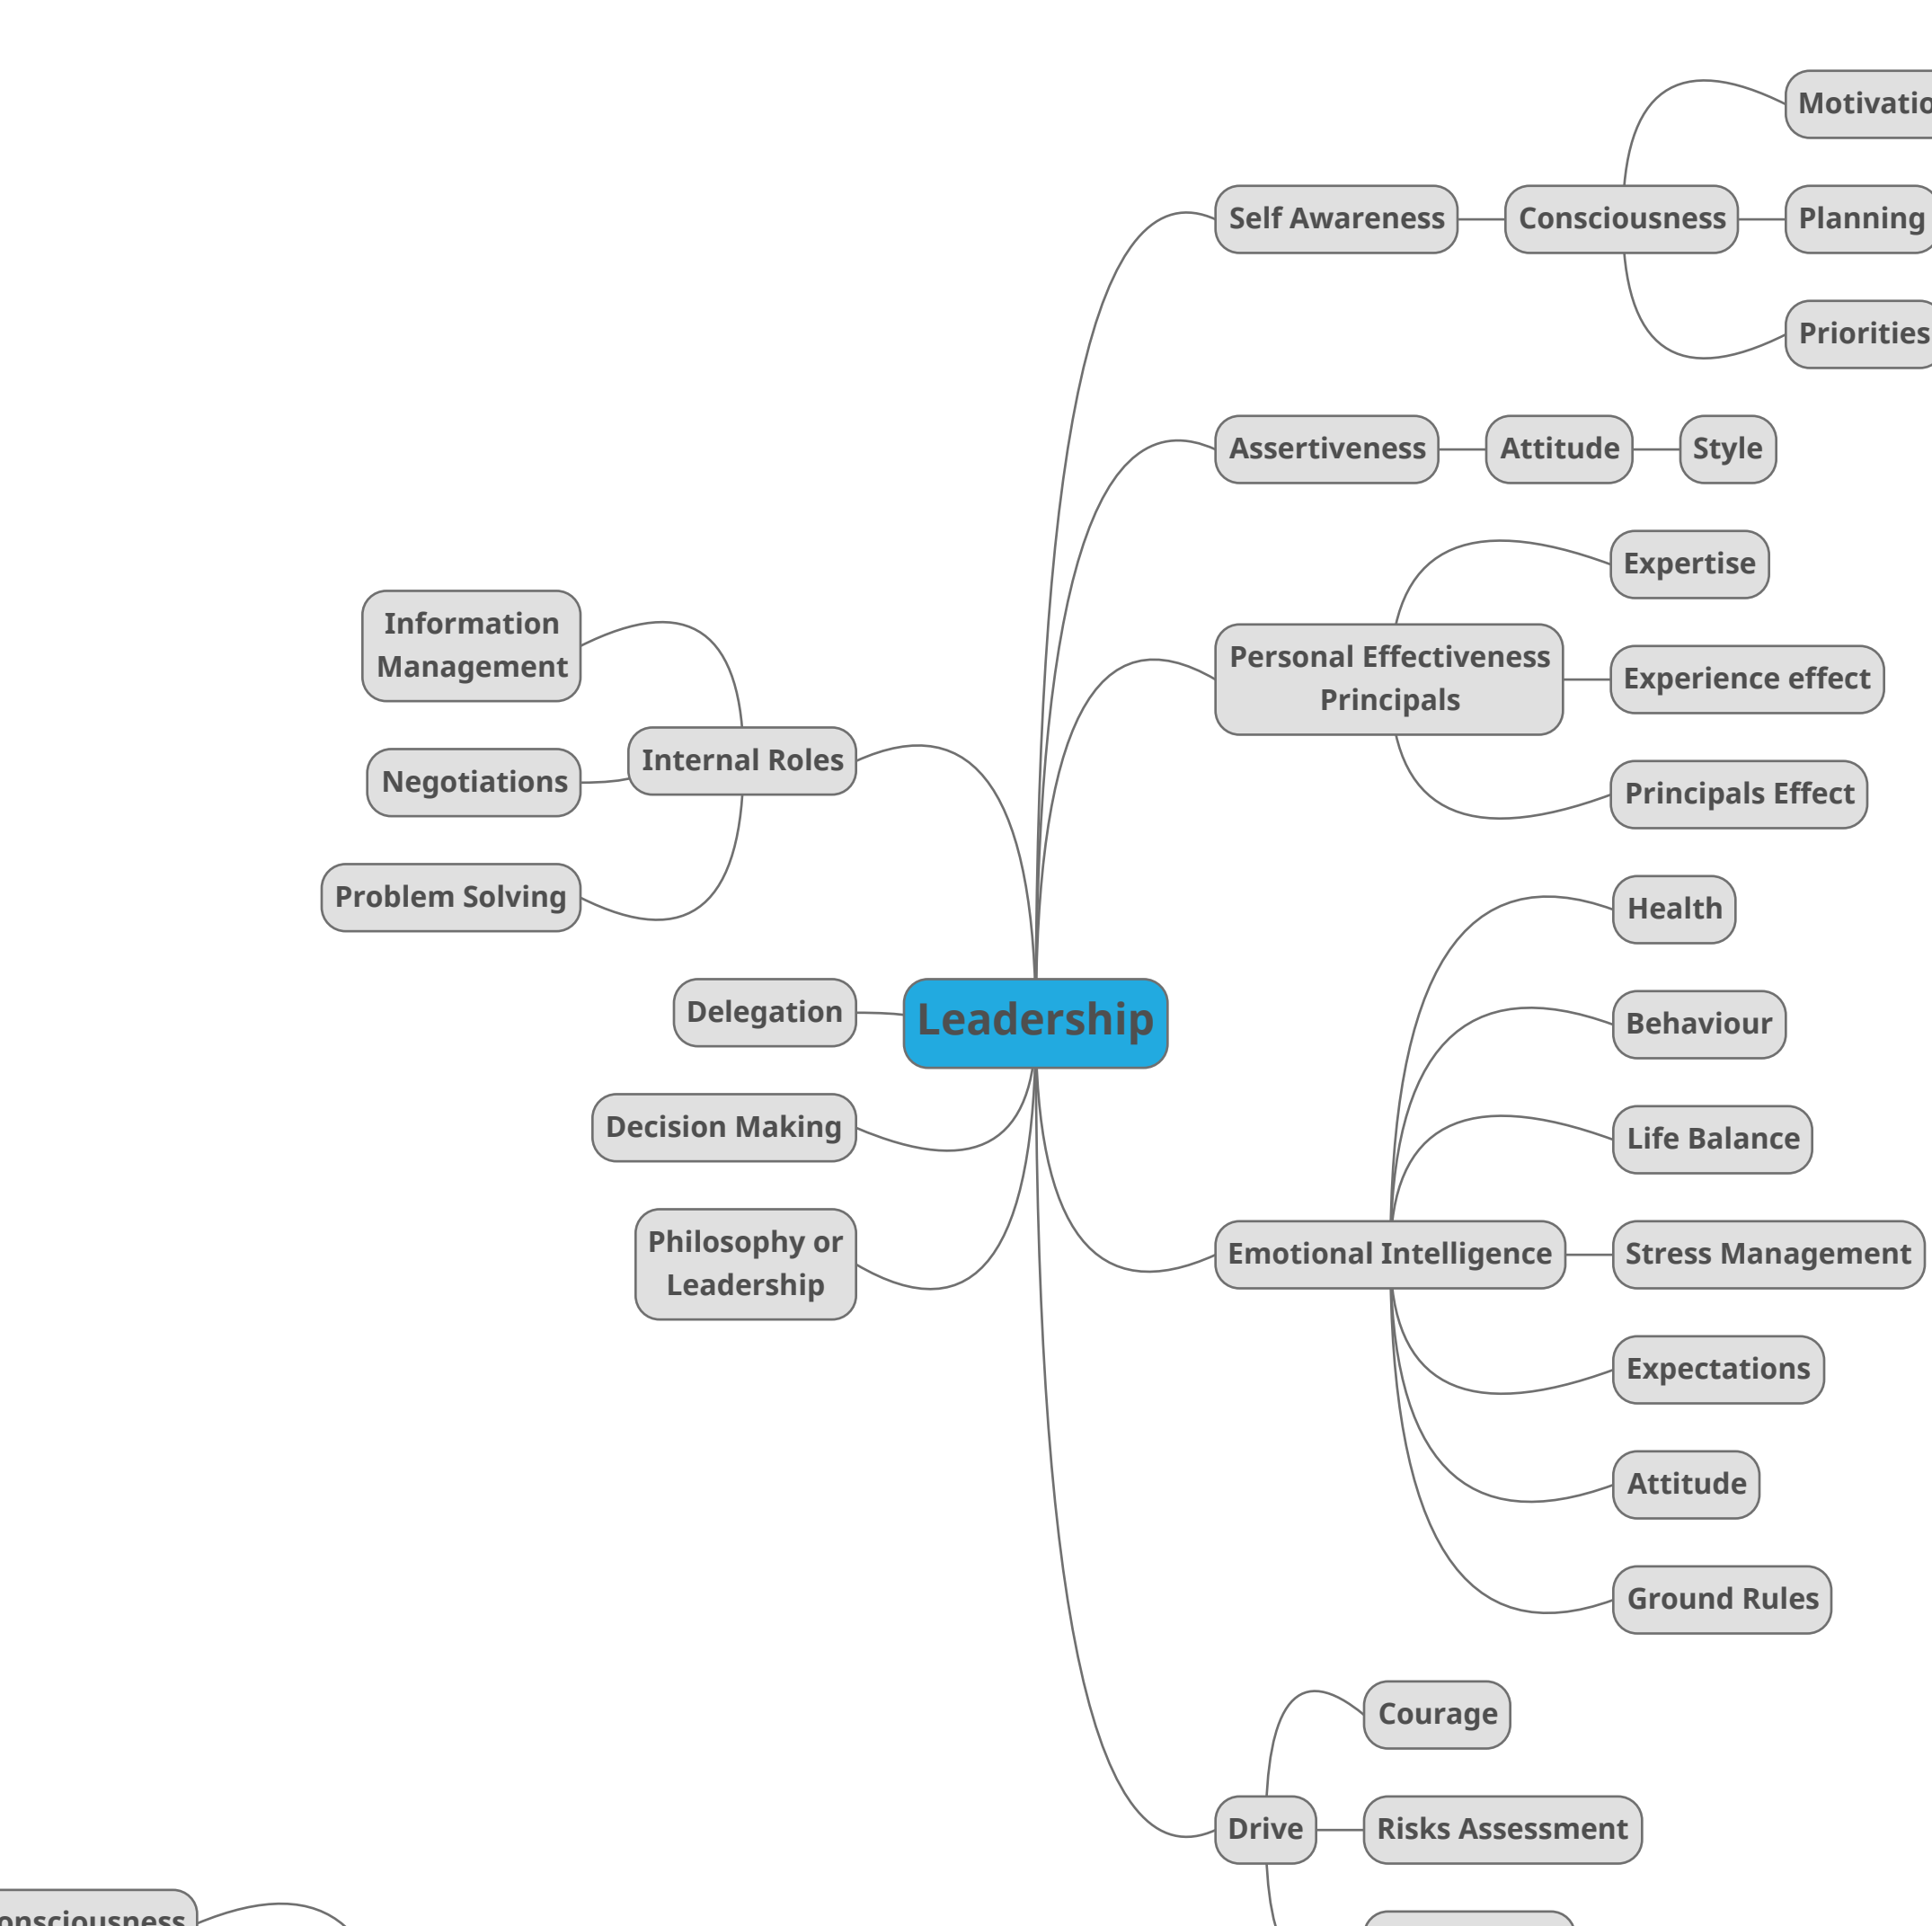 Leadership
Self Awareness
Consciousness
Planning
Priorities
Assertiveness
Attitude
Style
Personal Effectiveness
Principals
Expertise
Experience effect
Principals Effect
Emotional Intelligence
Health
Behaviour
Life Balance
Stress Management
Expectations
Attitude
Ground Rules
Drive
Courage
Risks Assessment
Internal Roles
Information
Management
Negotiations
Problem Solving
Delegation
Decision Making
Philosophy or
Leadership